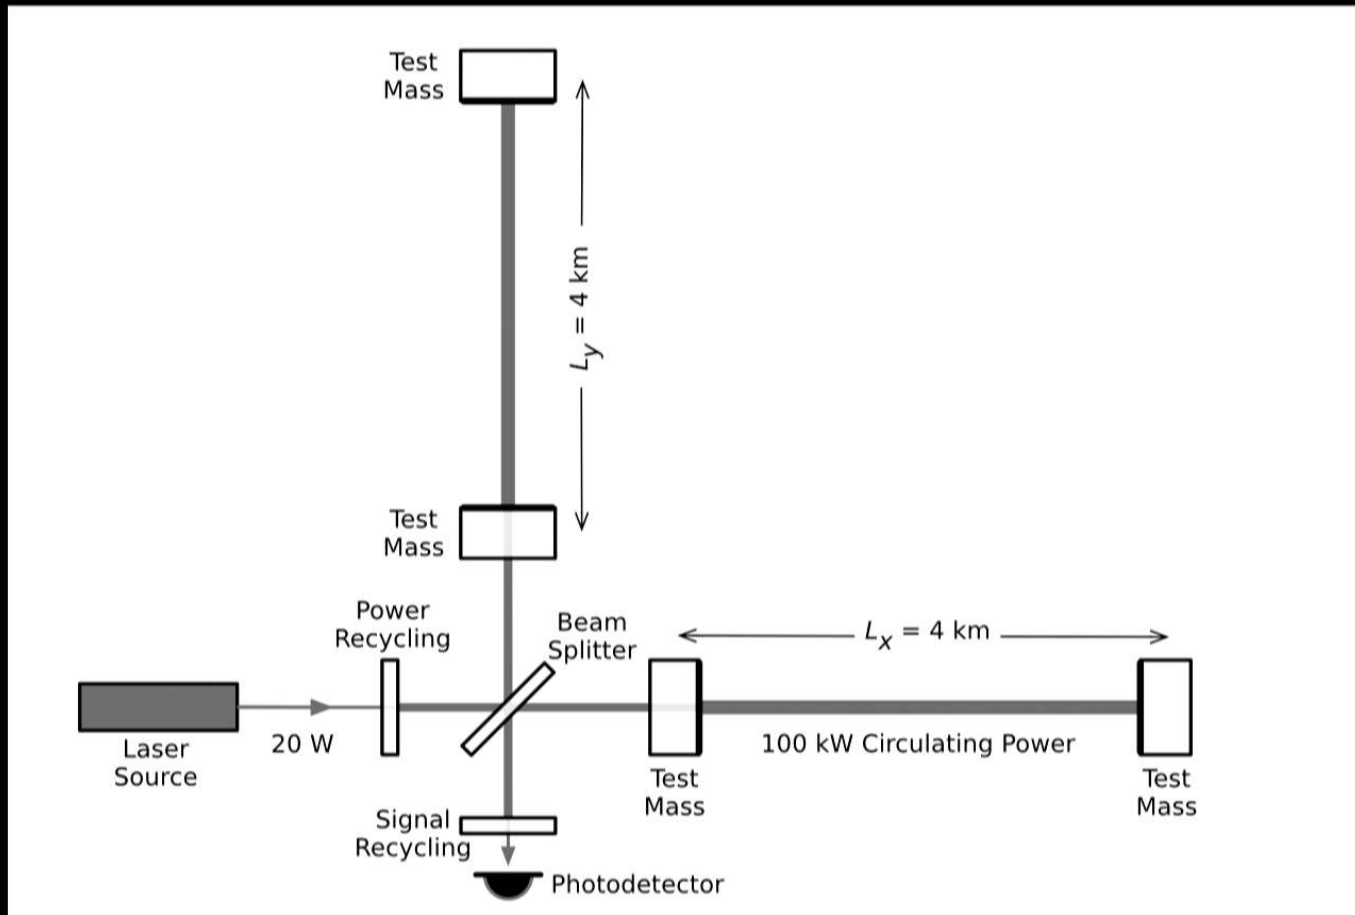 Test
Mass
Ly = 4 km
Test
Mass
Power
Recycling
Beam
Splitter
Lx = 4 km
Laser
Source
20 W
100 kW Circulating Power
Test
Mass
Test
Mass
Signal
Recycling
Photodetector